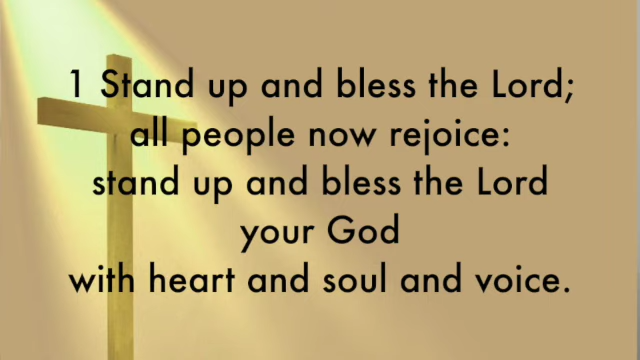 1 Stand up and bless the Lord;
all people now rejoice:
stand up and bless the Lord
your God
with heart and soul and voice.